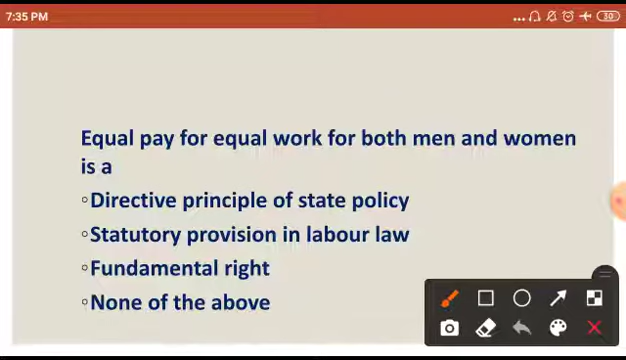 7:35 PM
30
Equal pay for equal work for both men and women
is a
◦Directive principle of state policy
◦Statutory provision in labour law
◦Fundamental right
◦None of the above